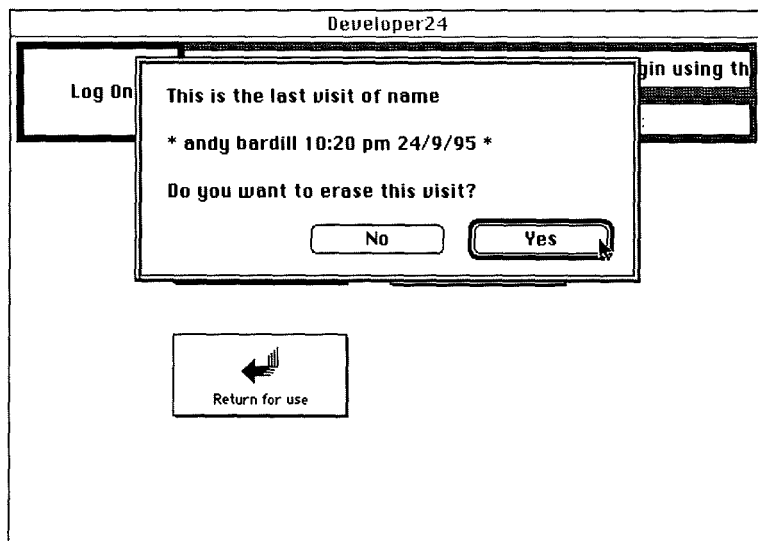 Developer24
Log On
gin using th
This is the last visit of name
* andy bardill 10:20 pm 24/9/95 *
Do you want to erase this visit?
No
Yes
Return for use